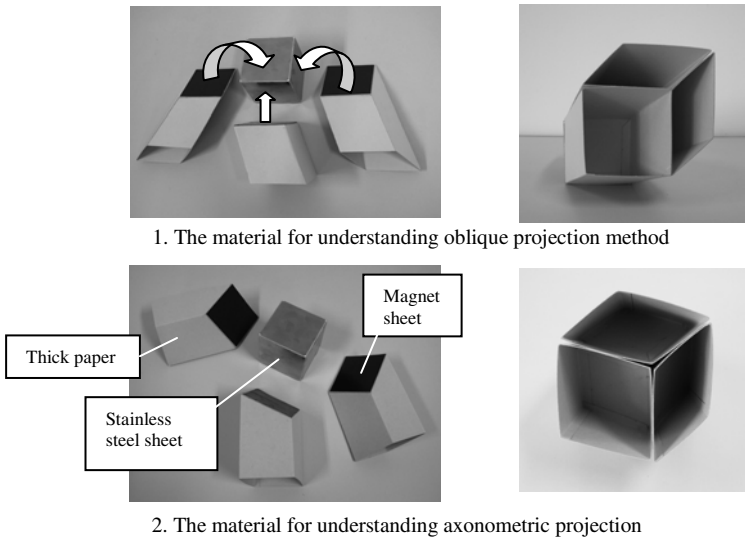 1. The material for understanding oblique projection method
Magnet
sheet
Thick paper
Stainless
steel sheet
2. The material for understanding axonometric projection